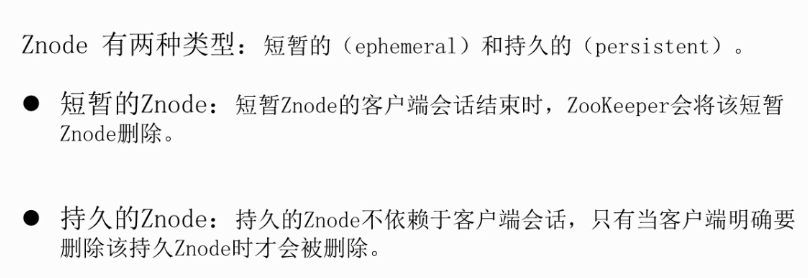 Znode 有两种类型：短暂的（ephemeral）和持久的（persistent）。
● 短暂的Znode：短暂Znode的客户端会话结束时，ZooKeeper会将该短暂
Znode删除。
● 持久的Znode：持久的Znode不依赖于客户端会话，只有当客户端明确要
删除该持久Znode时才会被删除。